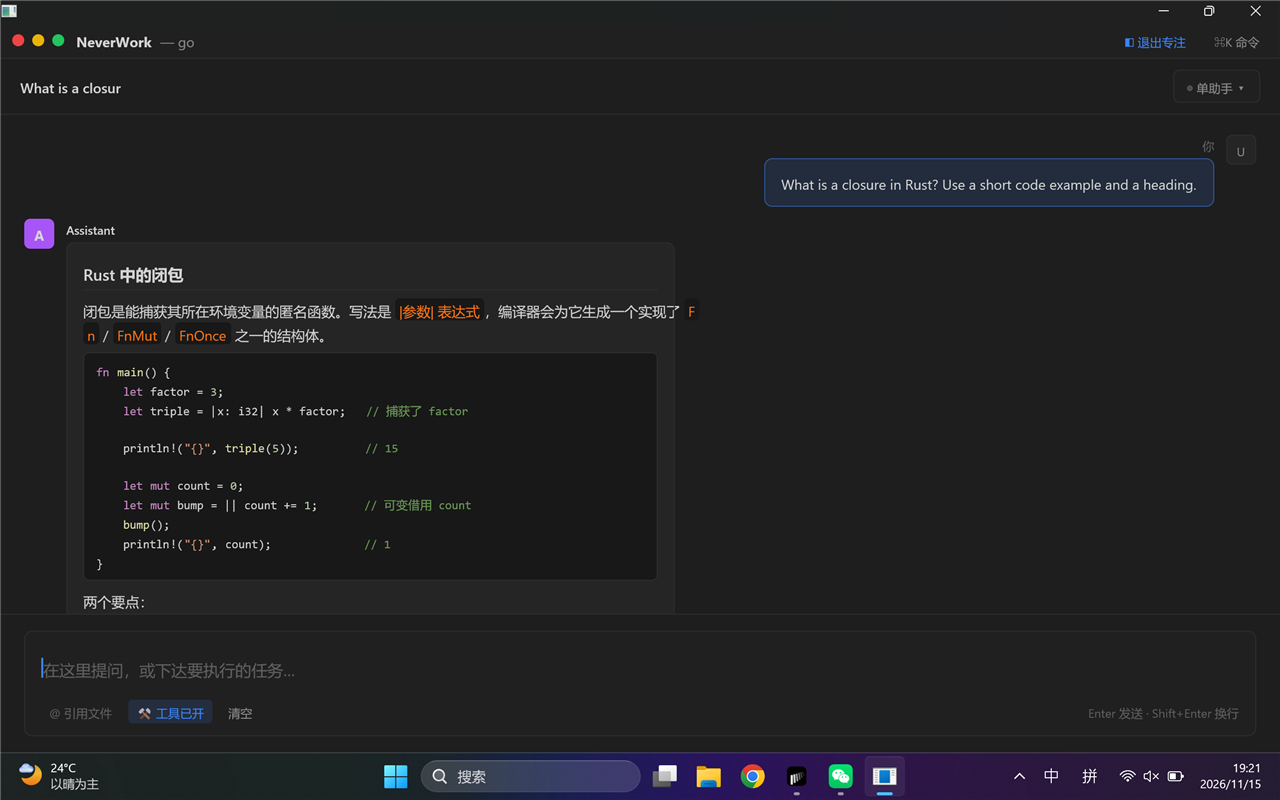 NeverWork — go
退出专注
⌘K 命令
What is a closur
单助手
你
U
What is a closure in Rust? Use a short code example and a heading.
A
Assistant
Rust 中的闭包
闭包是能捕获其所在环境变量的匿名函数。写法是 |参数| 表达式 ，编译器会为它生成一个实现了 F
n / FnMut / FnOnce 之一的结构体。
fn main() {
    let factor = 3;
    let triple = |x: i32| x * factor;   // 捕获了 factor
    println!("{}", triple(5));          // 15
    let mut count = 0;
    let mut bump = || count += 1;       // 可变借用 count
    bump();
    println!("{}", count);              // 1
}
两个要点：
在这里提问，或下达要执行的任务...
@ 引用文件
工具已开
清空
Enter 发送 · Shift+Enter 换行
24°C
以晴为主
搜索
中
拼
19:21
2026/11/15